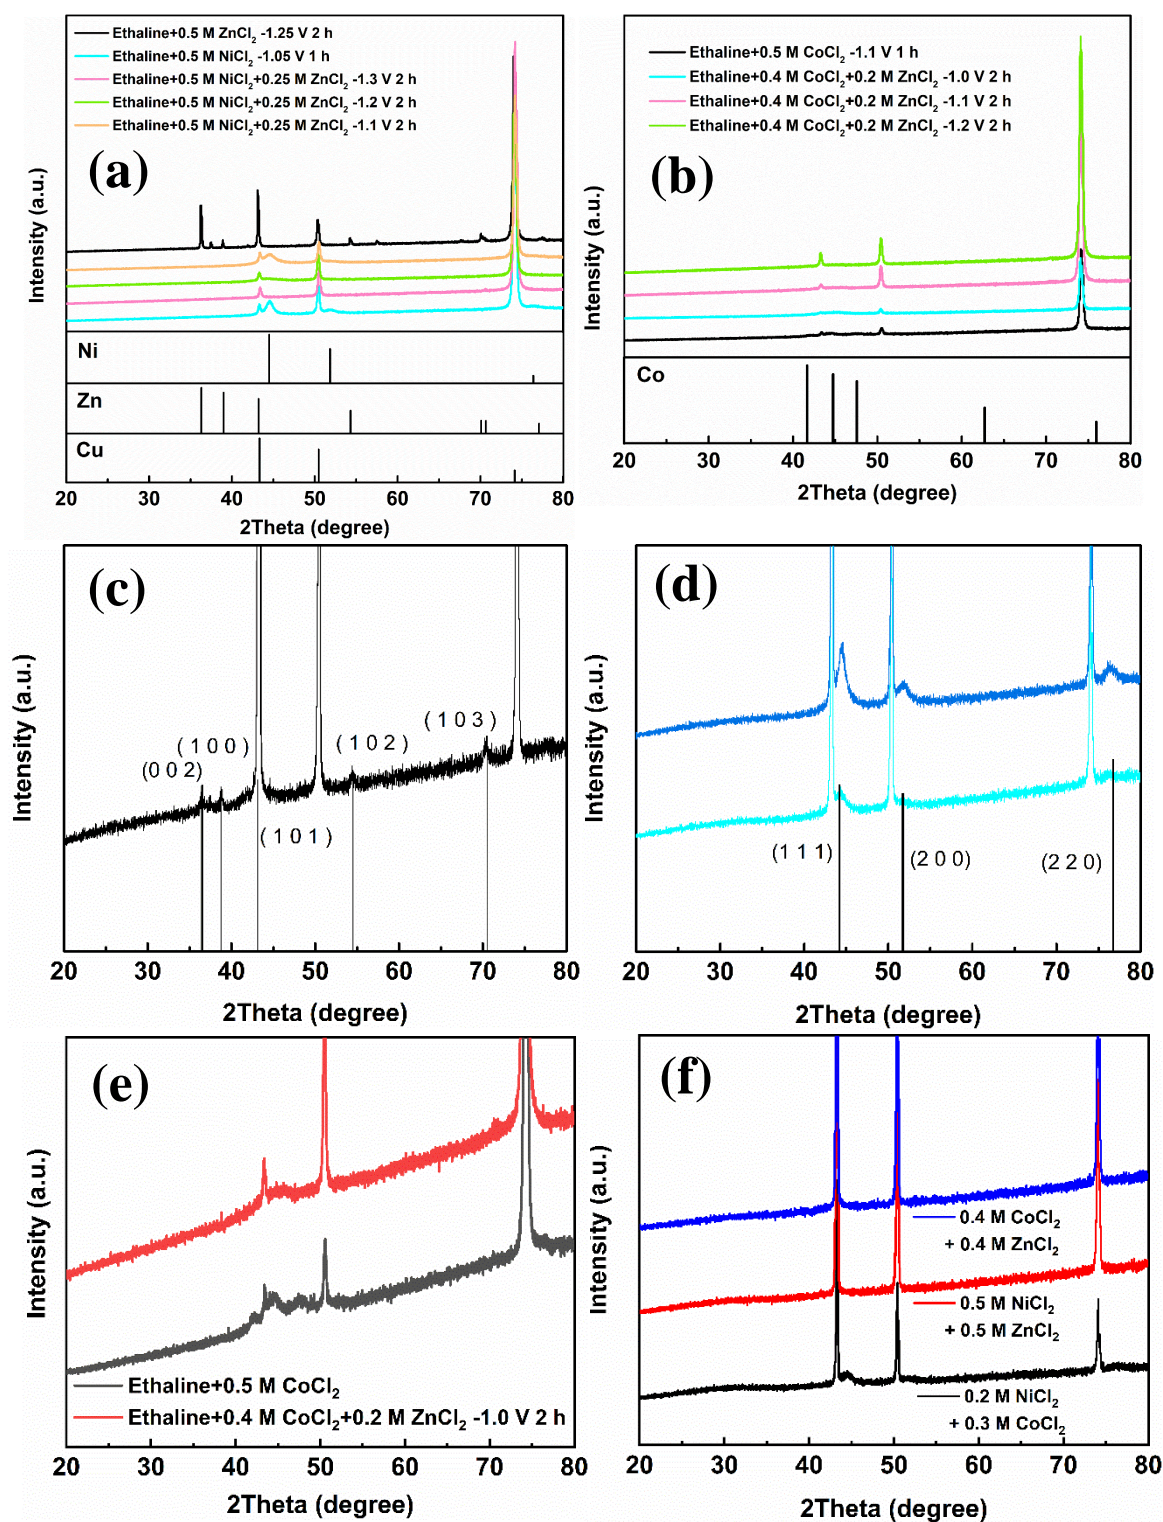 (a)
Ethaline+0.5 M ZnCl₂ -1.25 V 2 h
Ethaline+0.5 M NiCl₂ -1.05 V 1 h
Ethaline+0.5 M NiCl₂+0.25 M ZnCl₂ -1.3 V 2 h
Ethaline+0.5 M NiCl₂+0.25 M ZnCl₂ -1.2 V 2 h
Ethaline+0.5 M NiCl₂+0.25 M ZnCl₂ -1.1 V 2 h
Intensity (a.u.)
Ni
Zn
Cu
20 30 40 50 60 70 80
2Theta (degree)
(b)
Ethaline+0.5 M CoCl₂ -1.1 V 1 h
Ethaline+0.4 M CoCl₂+0.2 M ZnCl₂ -1.0 V 2 h
Ethaline+0.4 M CoCl₂+0.2 M ZnCl₂ -1.1 V 2 h
Ethaline+0.4 M CoCl₂+0.2 M ZnCl₂ -1.2 V 2 h
Intensity (a.u.)
Co
20 30 40 50 60 70 80
2Theta (degree)
(c)
Intensity (a.u.)
(0 0 2)
(1 0 0)
(1 0 1)
(1 0 2)
(1 0 3)
20 30 40 50 60 70 80
2Theta (degree)
(d)
Intensity (a.u.)
(1 1 1)
(2 0 0)
(2 2 0)
20 30 40 50 60 70 80
2Theta (degree)
(e)
Intensity (a.u.)
Ethaline+0.5 M CoCl₂
Ethaline+0.4 M CoCl₂+0.2 M ZnCl₂ -1.0 V 2 h
20 30 40 50 60 70 80
2Theta (degree)
(f)
Intensity (a.u.)
0.4 M CoCl₂
+ 0.4 M ZnCl₂
0.5 M NiCl₂
+ 0.5 M ZnCl₂
0.2 M NiCl₂
+ 0.3 M CoCl₂
20 30 40 50 60 70 80
2Theta (degree)